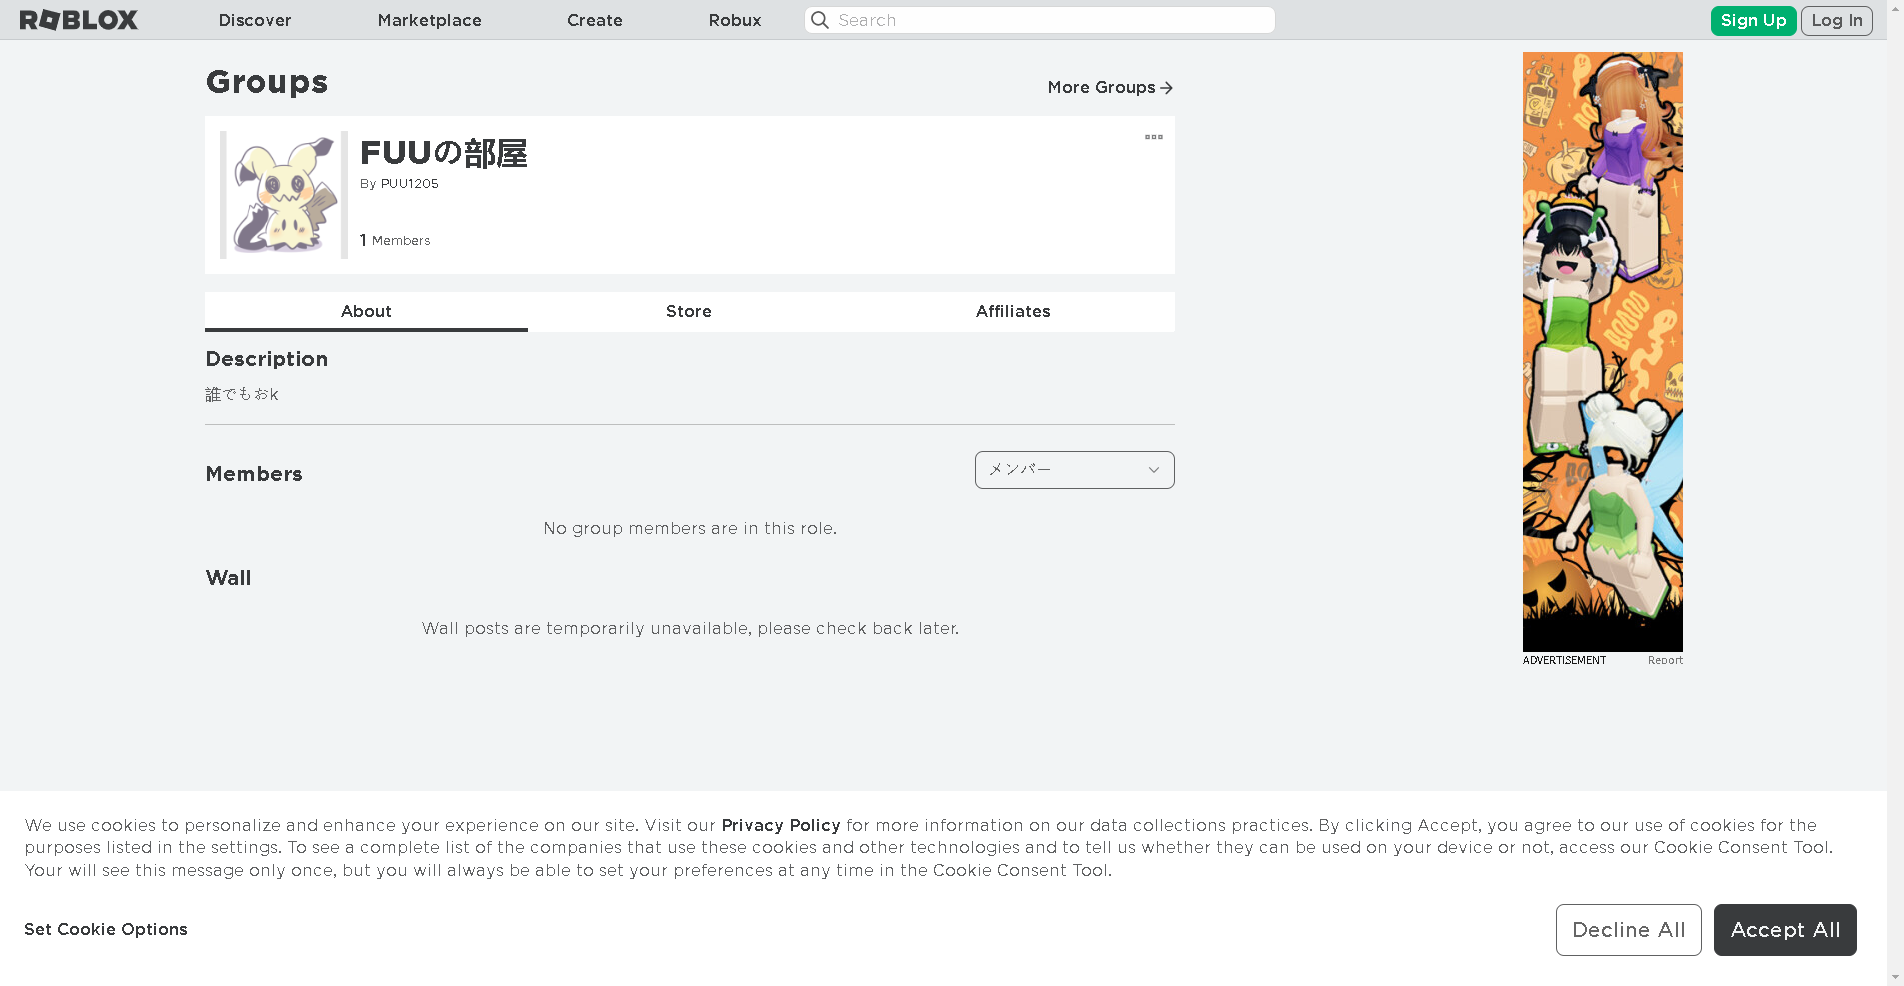 ROBLOX
Discover
Marketplace
Create
Robux
Search
Sign Up
Log In
Groups
More Groups
FUUの部屋
By PUU1205
1 Members
About
Store
Affiliates
Description
誰でもおk
Members
メンバー
No group members are in this role.
Wall
Wall posts are temporarily unavailable, please check back later.
ADVERTISEMENT
Report
We use cookies to personalize and enhance your experience on our site. Visit our Privacy Policy for more information on our data collections practices. By clicking Accept, you agree to our use of cookies for the
purposes listed in the settings. To see a complete list of the companies that use these cookies and other technologies and to tell us whether they can be used on your device or not, access our Cookie Consent Tool.
Your will see this message only once, but you will always be able to set your preferences at any time in the Cookie Consent Tool.
Set Cookie Options
Decline All
Accept All